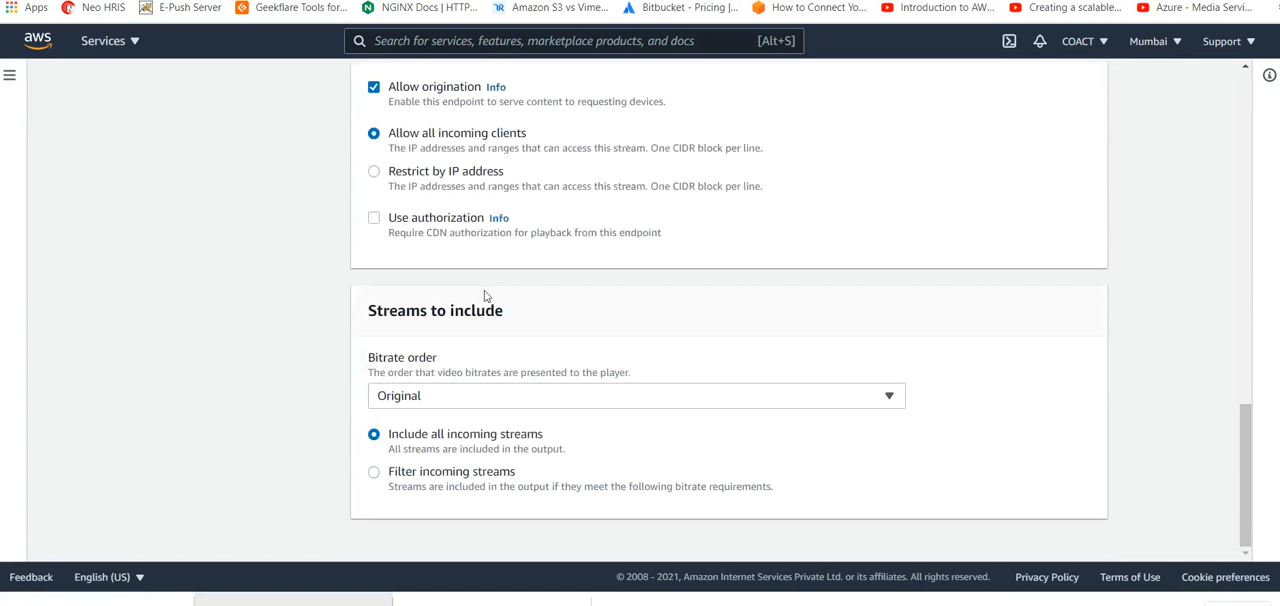 Apps Neo HRIS E-Push Server Geekflare Tools for... NGINX Docs | HTTP... Amazon S3 vs Vime... Bitbucket - Pricing |... How to Connect You... Introduction to AW... Creating a scalable... Azure - Media Servi...
aws Services Search for services, features, marketplace products, and docs [Alt+S] COACT Mumbai Support
Allow origination Info
Enable this endpoint to serve content to requesting devices.
Allow all incoming clients
The IP addresses and ranges that can access this stream. One CIDR block per line.
Restrict by IP address
The IP addresses and ranges that can access this stream. One CIDR block per line.
Use authorization Info
Require CDN authorization for playback from this endpoint
Streams to include
Bitrate order
The order that video bitrates are presented to the player.
Original
Include all incoming streams
All streams are included in the output.
Filter incoming streams
Streams are included in the output if they meet the following bitrate requirements.
Feedback English (US) © 2008 - 2021, Amazon Internet Services Private Ltd. or its affiliates. All rights reserved. Privacy Policy Terms of Use Cookie preferences